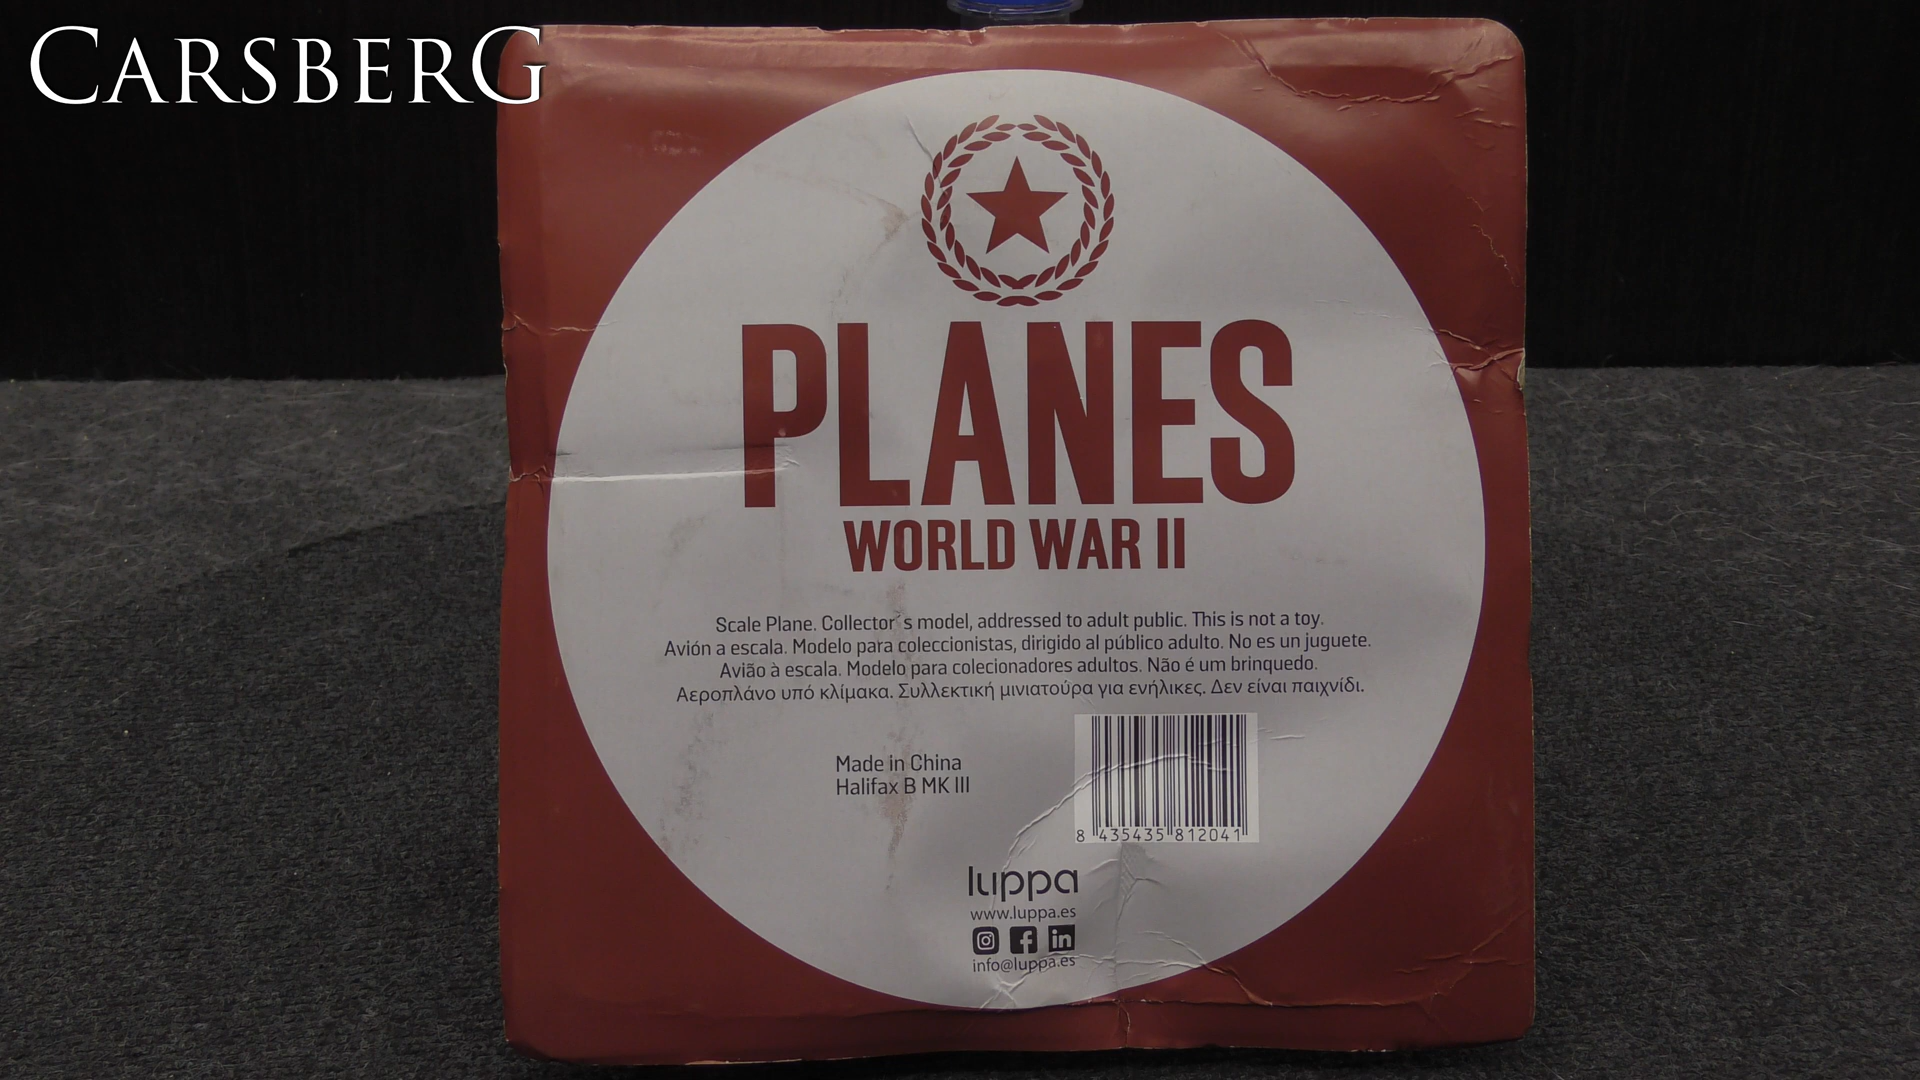 CARSBERG
PLANES
WORLD WAR II
Scale Plane. Collector´s model, addressed to adult public. This is not a toy.
Avión a escala. Modelo para coleccionistas, dirigido al público adulto. No es un juguete.
Avião à escala. Modelo para colecionadores adultos. Não é um brinquedo.
Αεροπλάνο υπό κλίμακα. Συλλεκτική μινιατούρα για ενήλικες. Δεν είναι παιχνίδι.
Made in China
Halifax B MK III
8 435435 812041
luppa
www.luppa.es
in
info@luppa.es